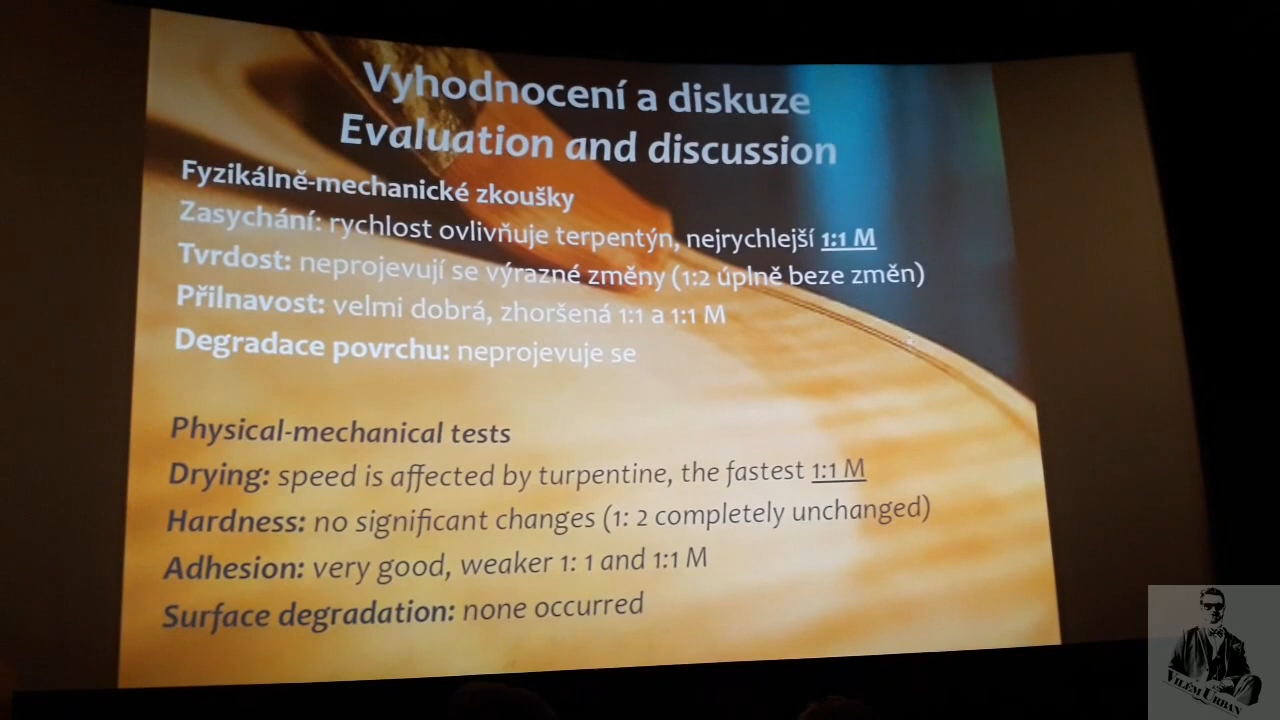 Vyhodnocení a diskuze
Evaluation and discussion
Fyzikálně-mechanické zkoušky
Zasychání: rychlost ovlivňuje terpentýn, nejrychlejší 1:1 M
Tvrdost: neprojevují se výrazné změny (1:2 úplně beze změn)
Přilnavost: velmi dobrá, zhoršená 1:1 a 1:1 M
Degradace povrchu: neprojevuje se
Physical-mechanical tests
Drying: speed is affected by turpentine, the fastest 1:1 M
Hardness: no significant changes (1: 2 completely unchanged)
Adhesion: very good, weaker 1: 1 and 1:1 M
Surface degradation: none occurred
VILÉM URBAN